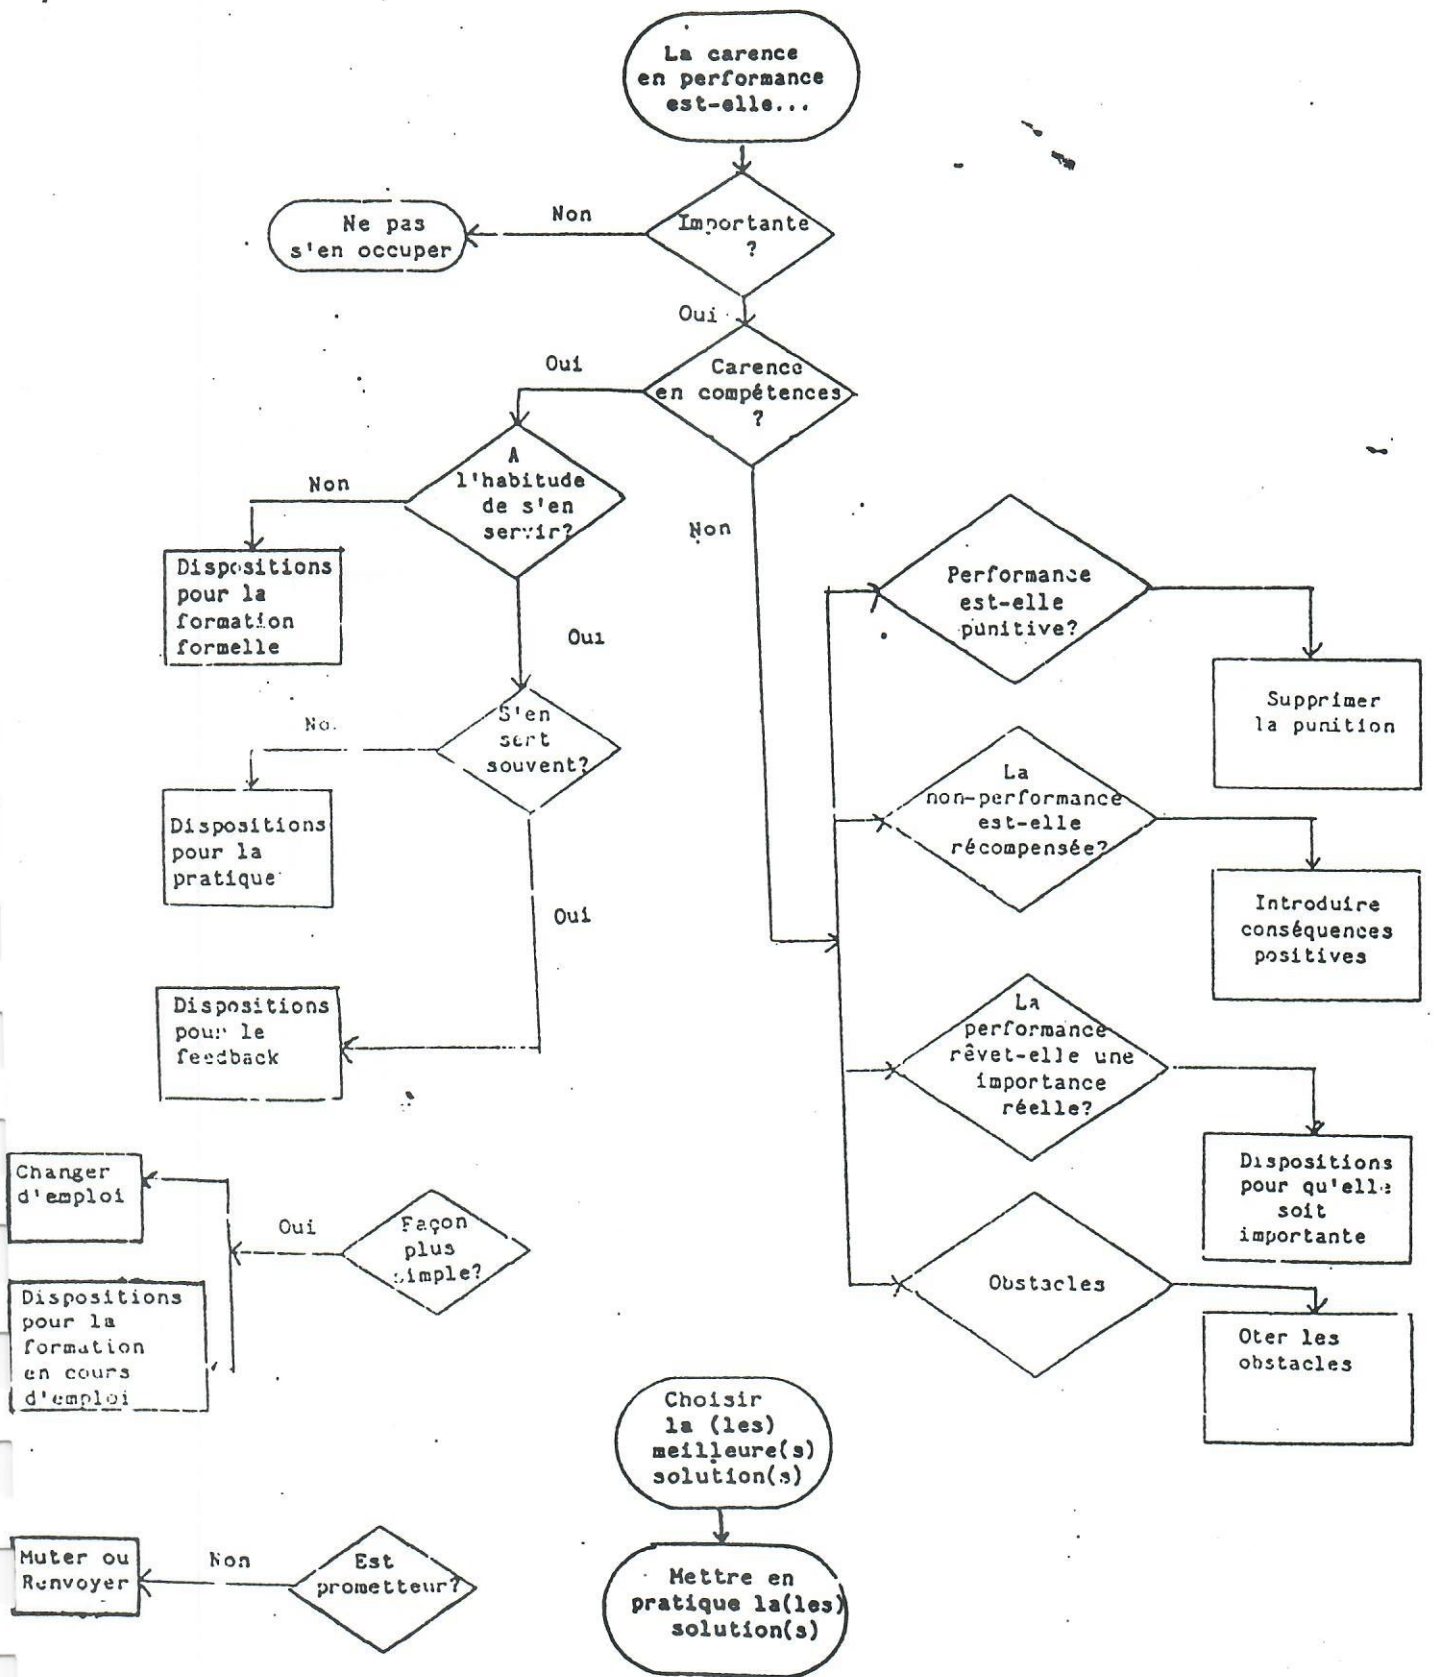 La carence
en performance
est-elle...
Importante
?
Non
Ne pas
s'en occuper
Oui
Carence
en compétences
?
Oui
A
l'habitude
de s'en
servir?
Non
Dispositions
pour la
formation
formelle
Oui
S'en
sert
souvent?
No.
Dispositions
pour la
pratique
Oui
Dispositions
pour le
feedback
Non
Performance
est-elle
punitive?
Supprimer
la punition
La
non-performance
est-elle
récompensée?
Introduire
conséquences
positives
La
performance
rêvet-elle une
importance
réelle?
Dispositions
pour qu'elle
soit
importante
Obstacles
Oter les
obstacles
Façon
plus
simple?
Oui
Changer
d'emploi
Dispositions
pour la
formation
en cours
d'emploi
Est
prometteur?
Non
Muter ou
Renvoyer
Choisir
la (les)
meilleure(s)
solution(s)
Mettre en
pratique la(les)
solution(s)